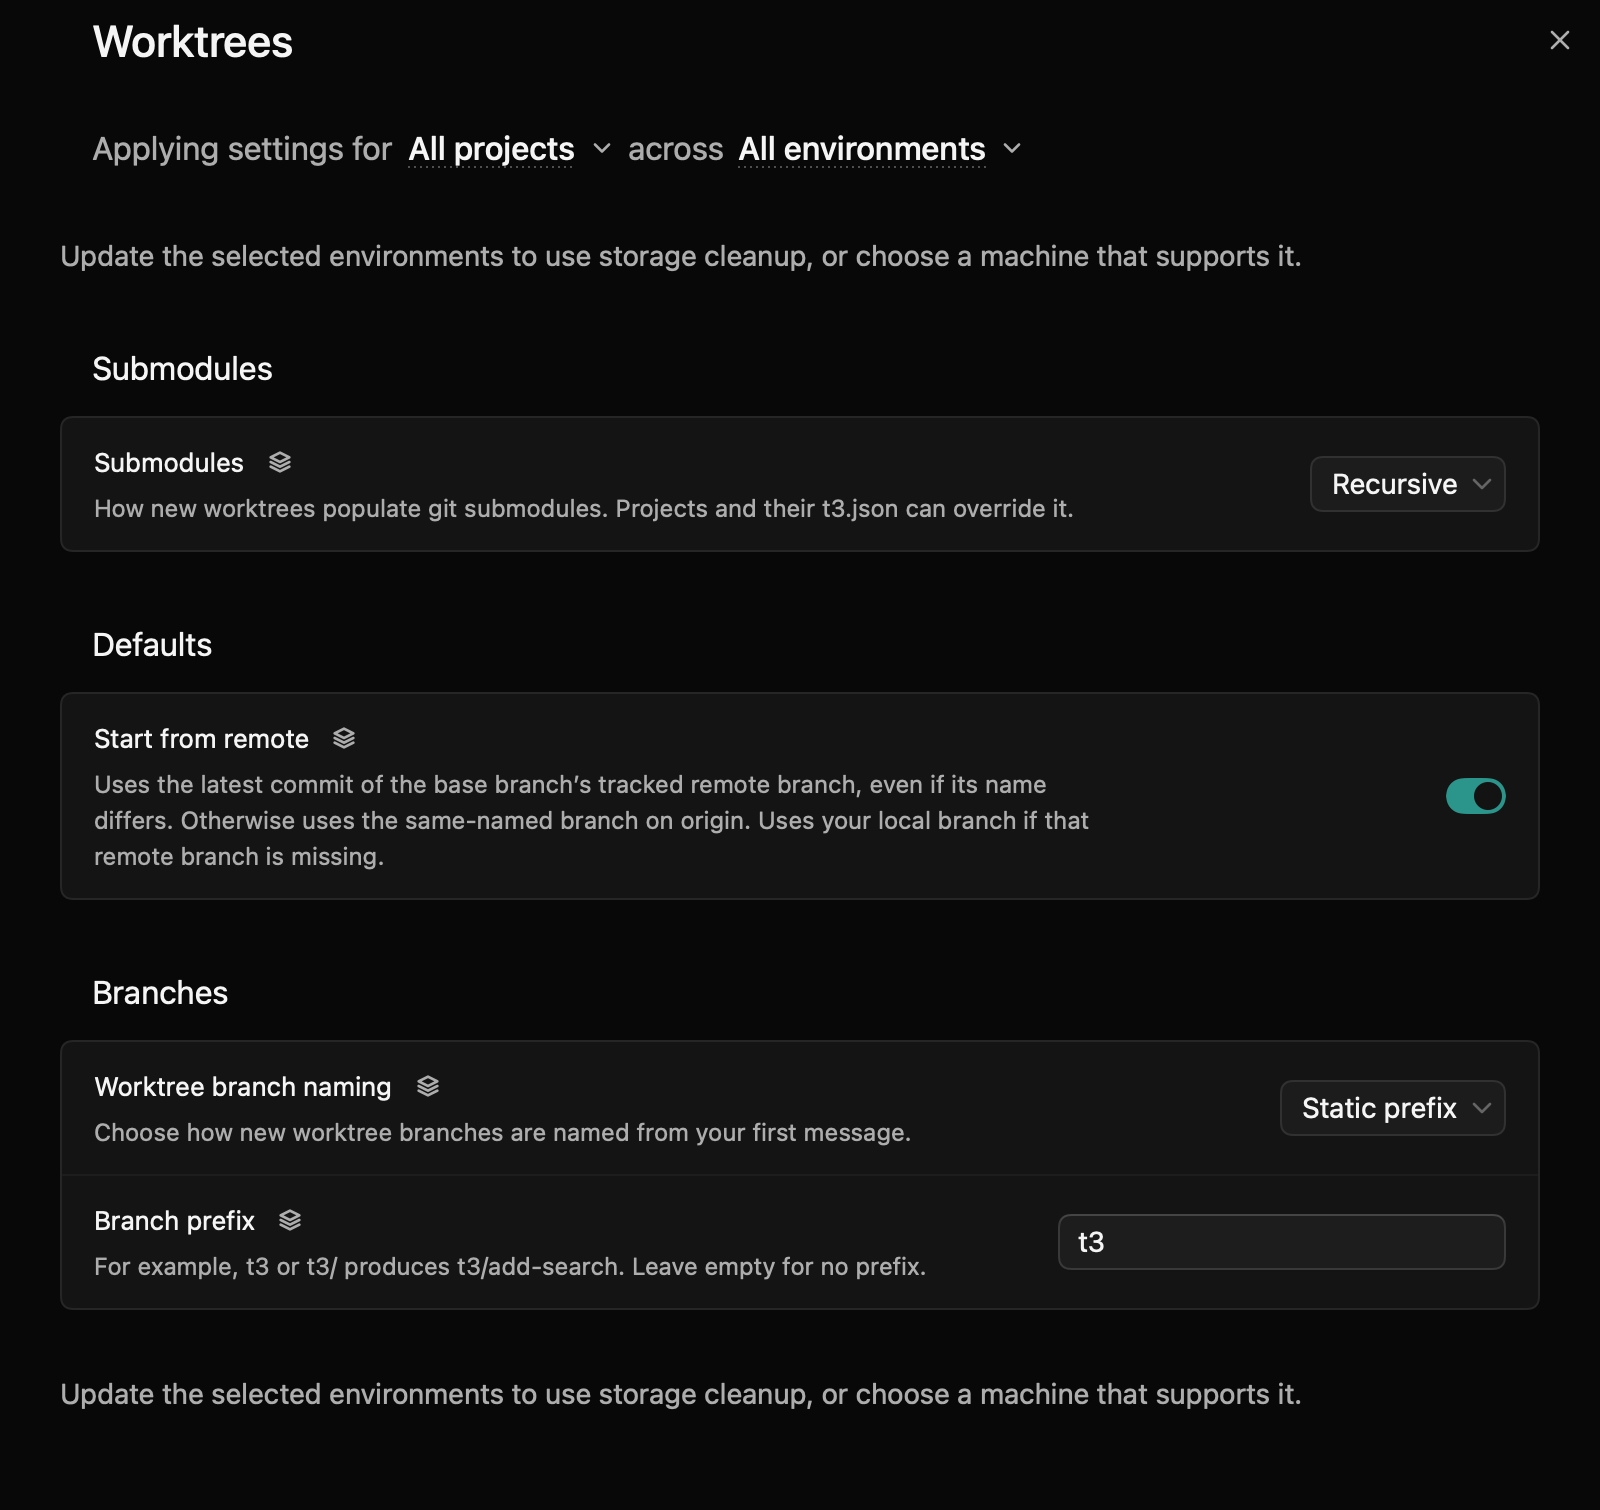 Worktrees
Applying settings for All projects across All environments
Update the selected environments to use storage cleanup, or choose a machine that supports it.
Submodules
Submodules
How new worktrees populate git submodules. Projects and their t3.json can override it.
Recursive
Defaults
Start from remote
Uses the latest commit of the base branch’s tracked remote branch, even if its name
differs. Otherwise uses the same-named branch on origin. Uses your local branch if that
remote branch is missing.
Branches
Worktree branch naming
Choose how new worktree branches are named from your first message.
Static prefix
Branch prefix
For example, t3 or t3/ produces t3/add-search. Leave empty for no prefix.
t3
Update the selected environments to use storage cleanup, or choose a machine that supports it.